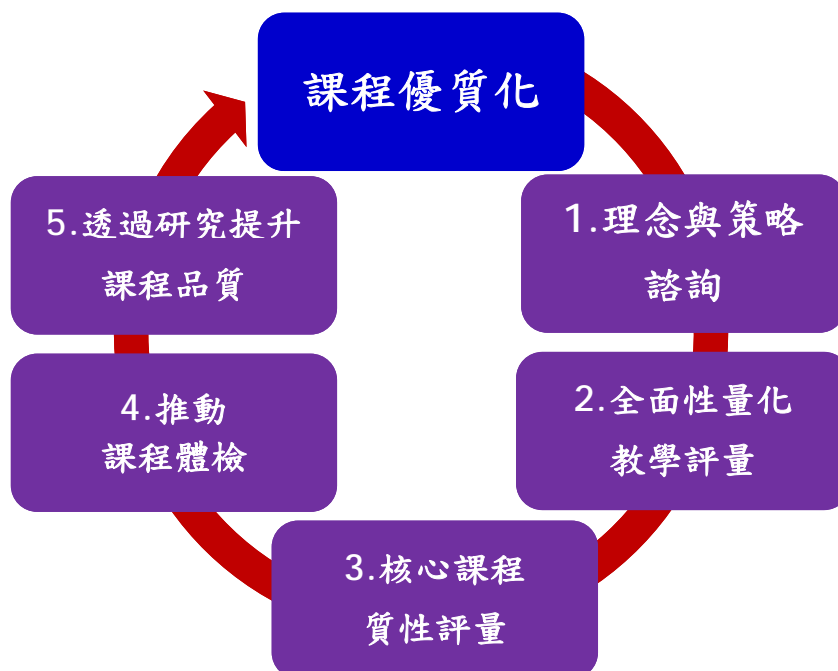 課程優質化
1.理念與策略
諮詢
2.全面性量化
教學評量
3.核心課程
質性評量
4.推動
課程體檢
5.透過研究提升
課程品質